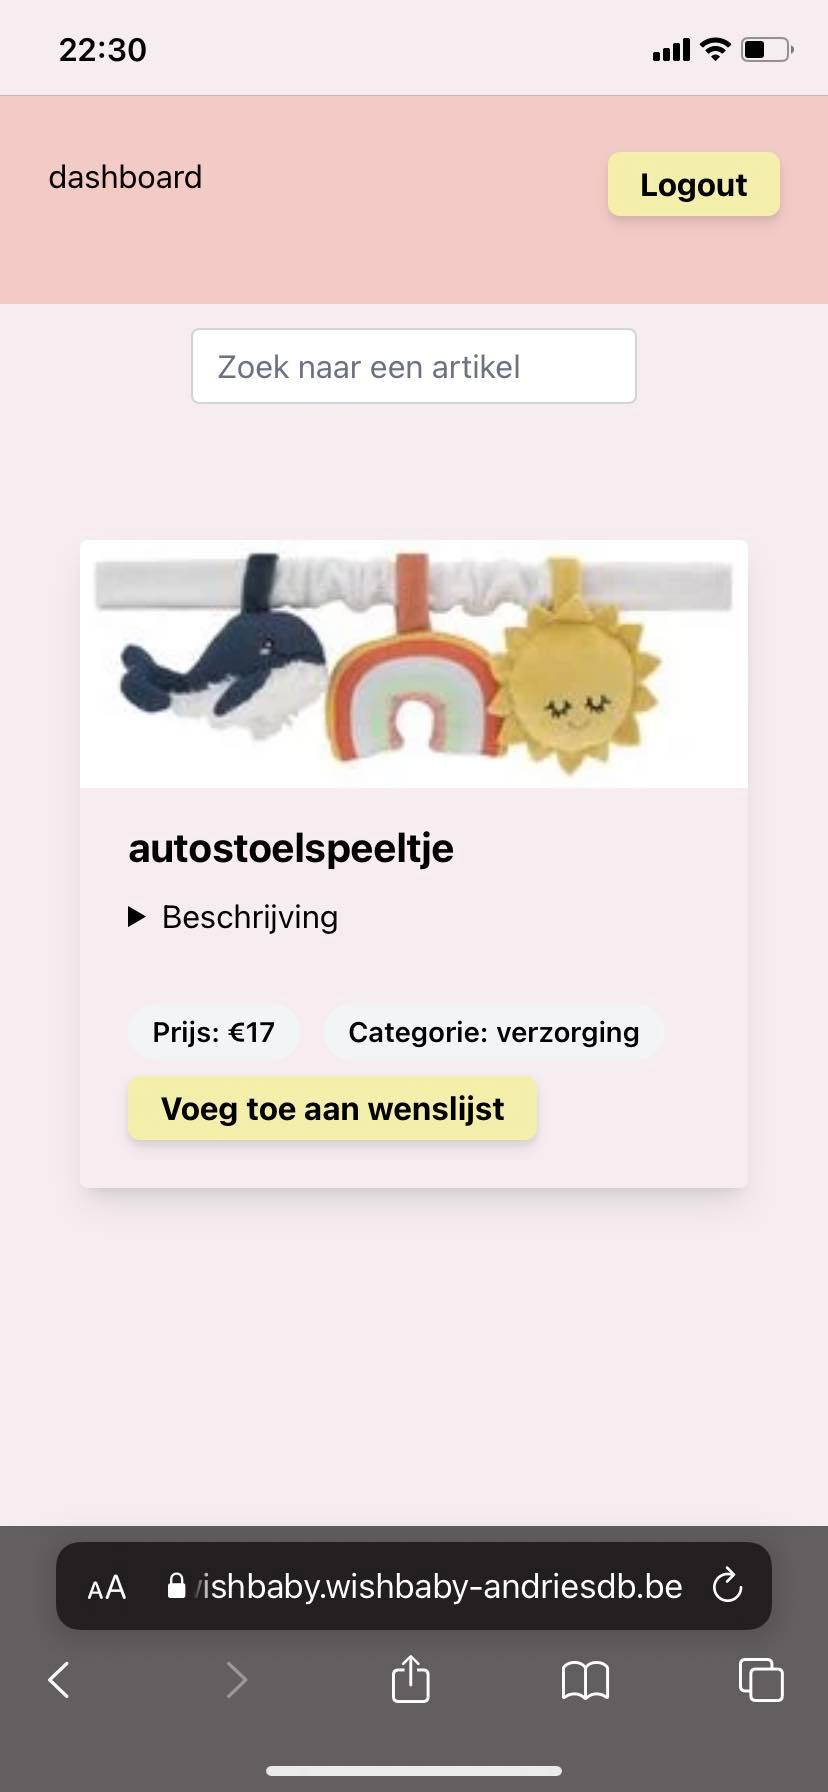 22:30
dashboard
Logout
Zoek naar een artikel
autostoelspeeltje
Beschrijving
Prijs: €17
Categorie: verzorging
Voeg toe aan wenslijst
AA
ishbaby.wishbaby-andriesdb.be